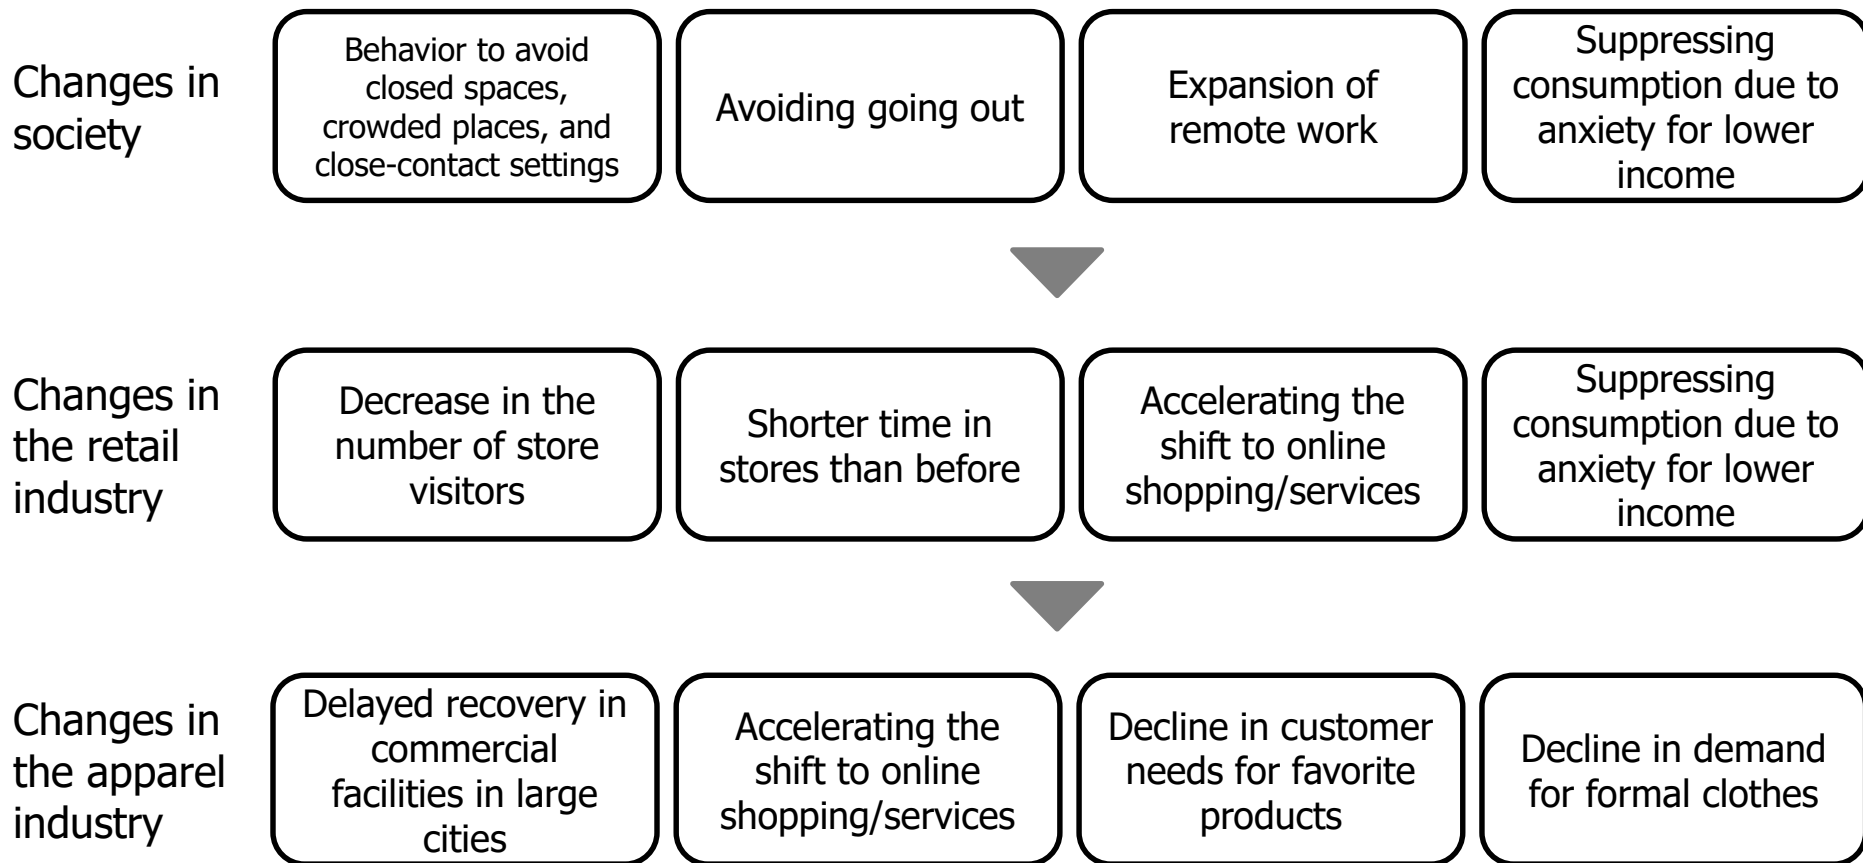 Changes in
society
Behavior to avoid
closed spaces,
crowded places, and
close-contact settings
Avoiding going out
Expansion of
remote work
Suppressing
consumption due to
anxiety for lower
income
Changes in
the retail
industry
Decrease in the
number of store
visitors
Shorter time in
stores than before
Accelerating the
shift to online
shopping/services
Suppressing
consumption due to
anxiety for lower
income
Changes in
the apparel
industry
Delayed recovery in
commercial
facilities in large
cities
Accelerating the
shift to online
shopping/services
Decline in customer
needs for favorite
products
Decline in demand
for formal clothes